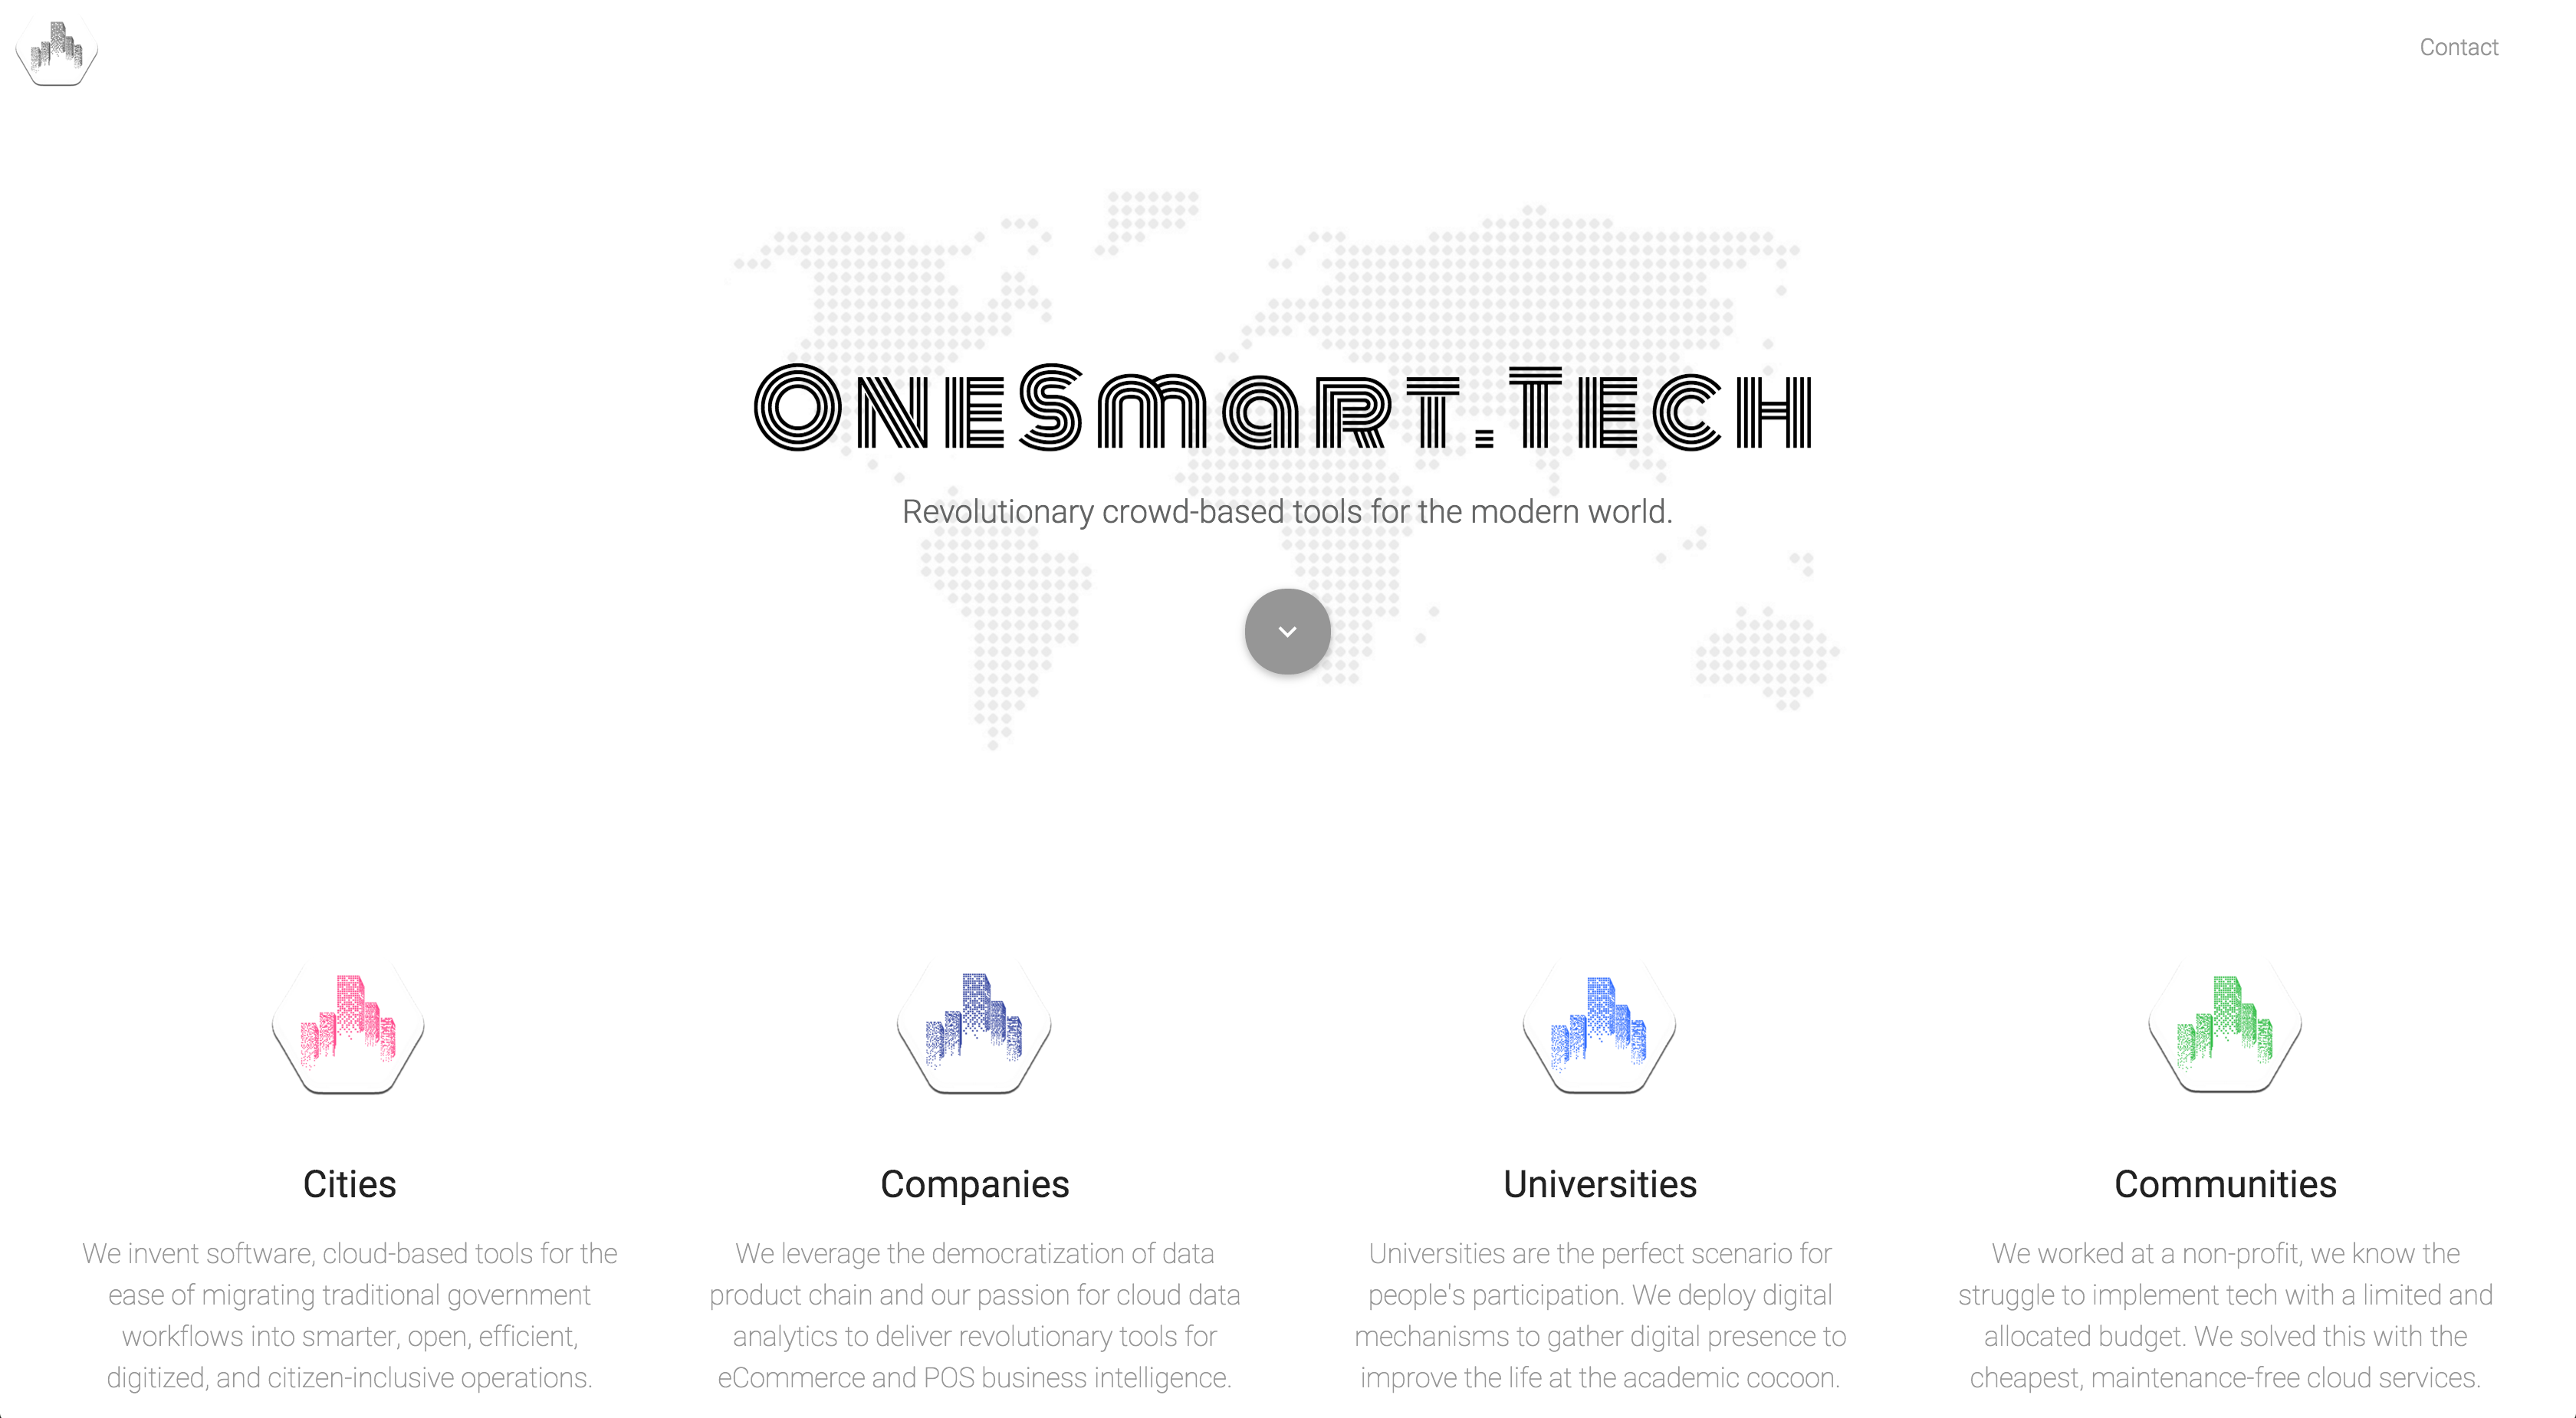 Contact
OneSmart.Tech
Revolutionary crowd-based tools for the modern world.
Cities
We invent software, cloud-based tools for the
ease of migrating traditional government
workflows into smarter, open, efficient,
digitized, and citizen-inclusive operations.
Companies
We leverage the democratization of data
product chain and our passion for cloud data
analytics to deliver revolutionary tools for
eCommerce and POS business intelligence.
Universities
Universities are the perfect scenario for
people's participation. We deploy digital
mechanisms to gather digital presence to
improve the life at the academic cocoon.
Communities
We worked at a non-profit, we know the
struggle to implement tech with a limited and
allocated budget. We solved this with the
cheapest, maintenance-free cloud services.